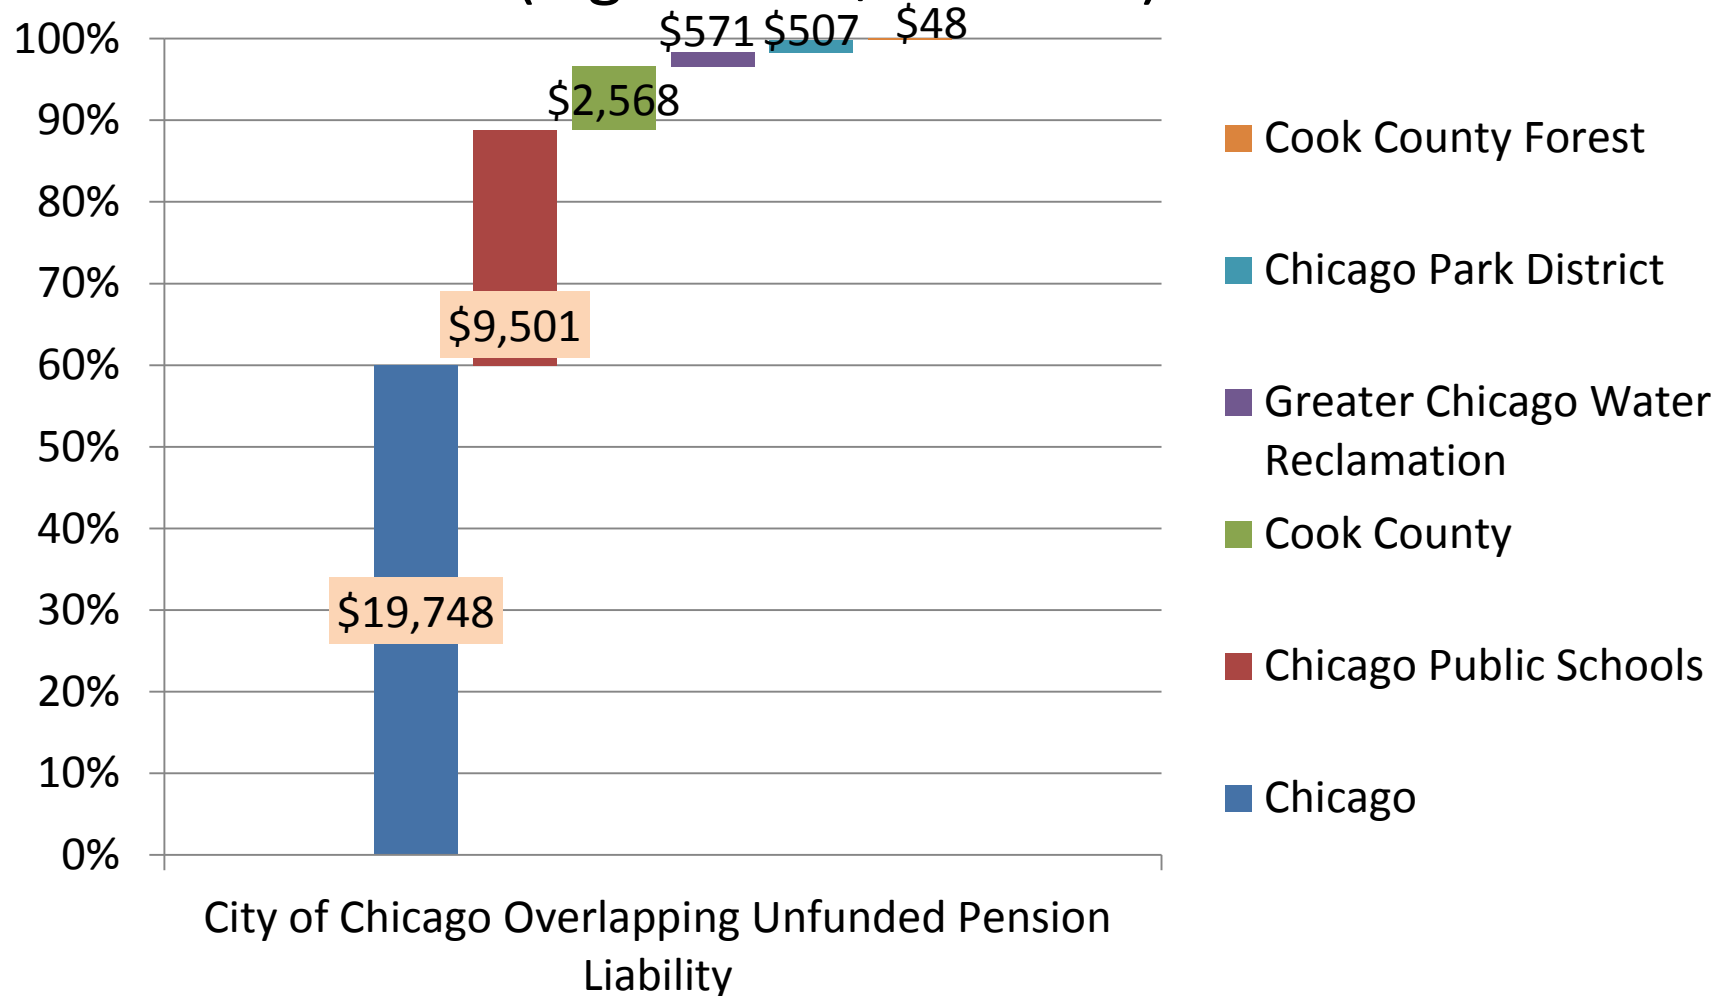 $571 $507 $48
100%
$2,568
90%
80%
70%
$9,501
60%
50%
40%
$19,748
30%
20%
10%
0%
City of Chicago Overlapping Unfunded Pension
Liability
Cook County Forest
Chicago Park District
Greater Chicago Water
Reclamation
Cook County
Chicago Public Schools
Chicago